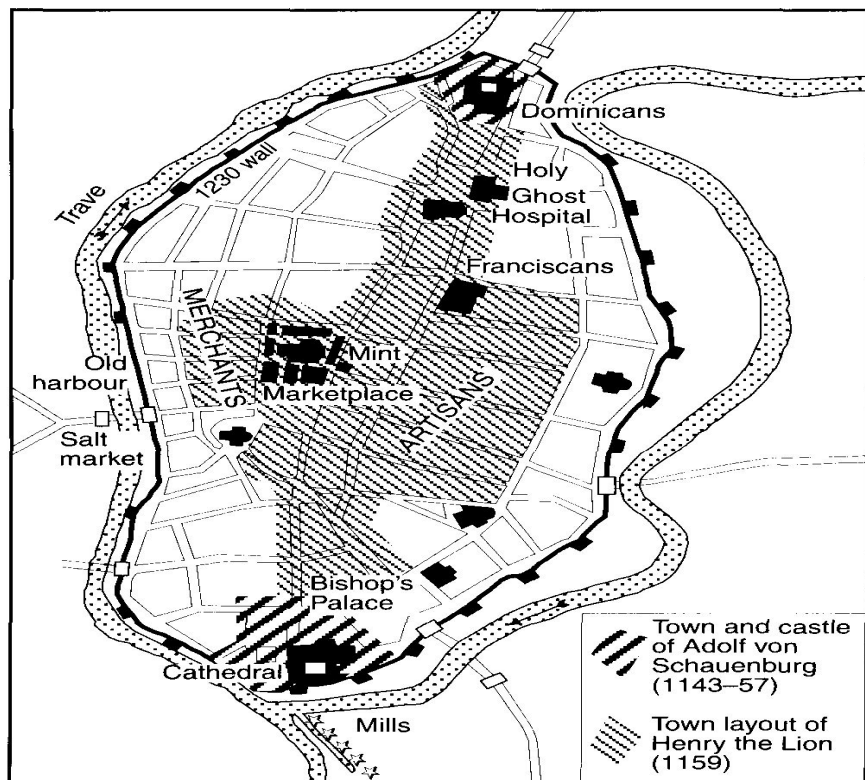 Dominicans
Holy
Ghost
Hospital
1230 wall
Trave
Franciscans
MERCHANTS
Mint
Marketplace
ARTISANS
Old
harbour
Salt
market
Bishop's
Palace
Cathedral
Mills
Town and castle
of Adolf von
Schauenburg
(1143–57)
Town layout of
Henry the Lion
(1159)